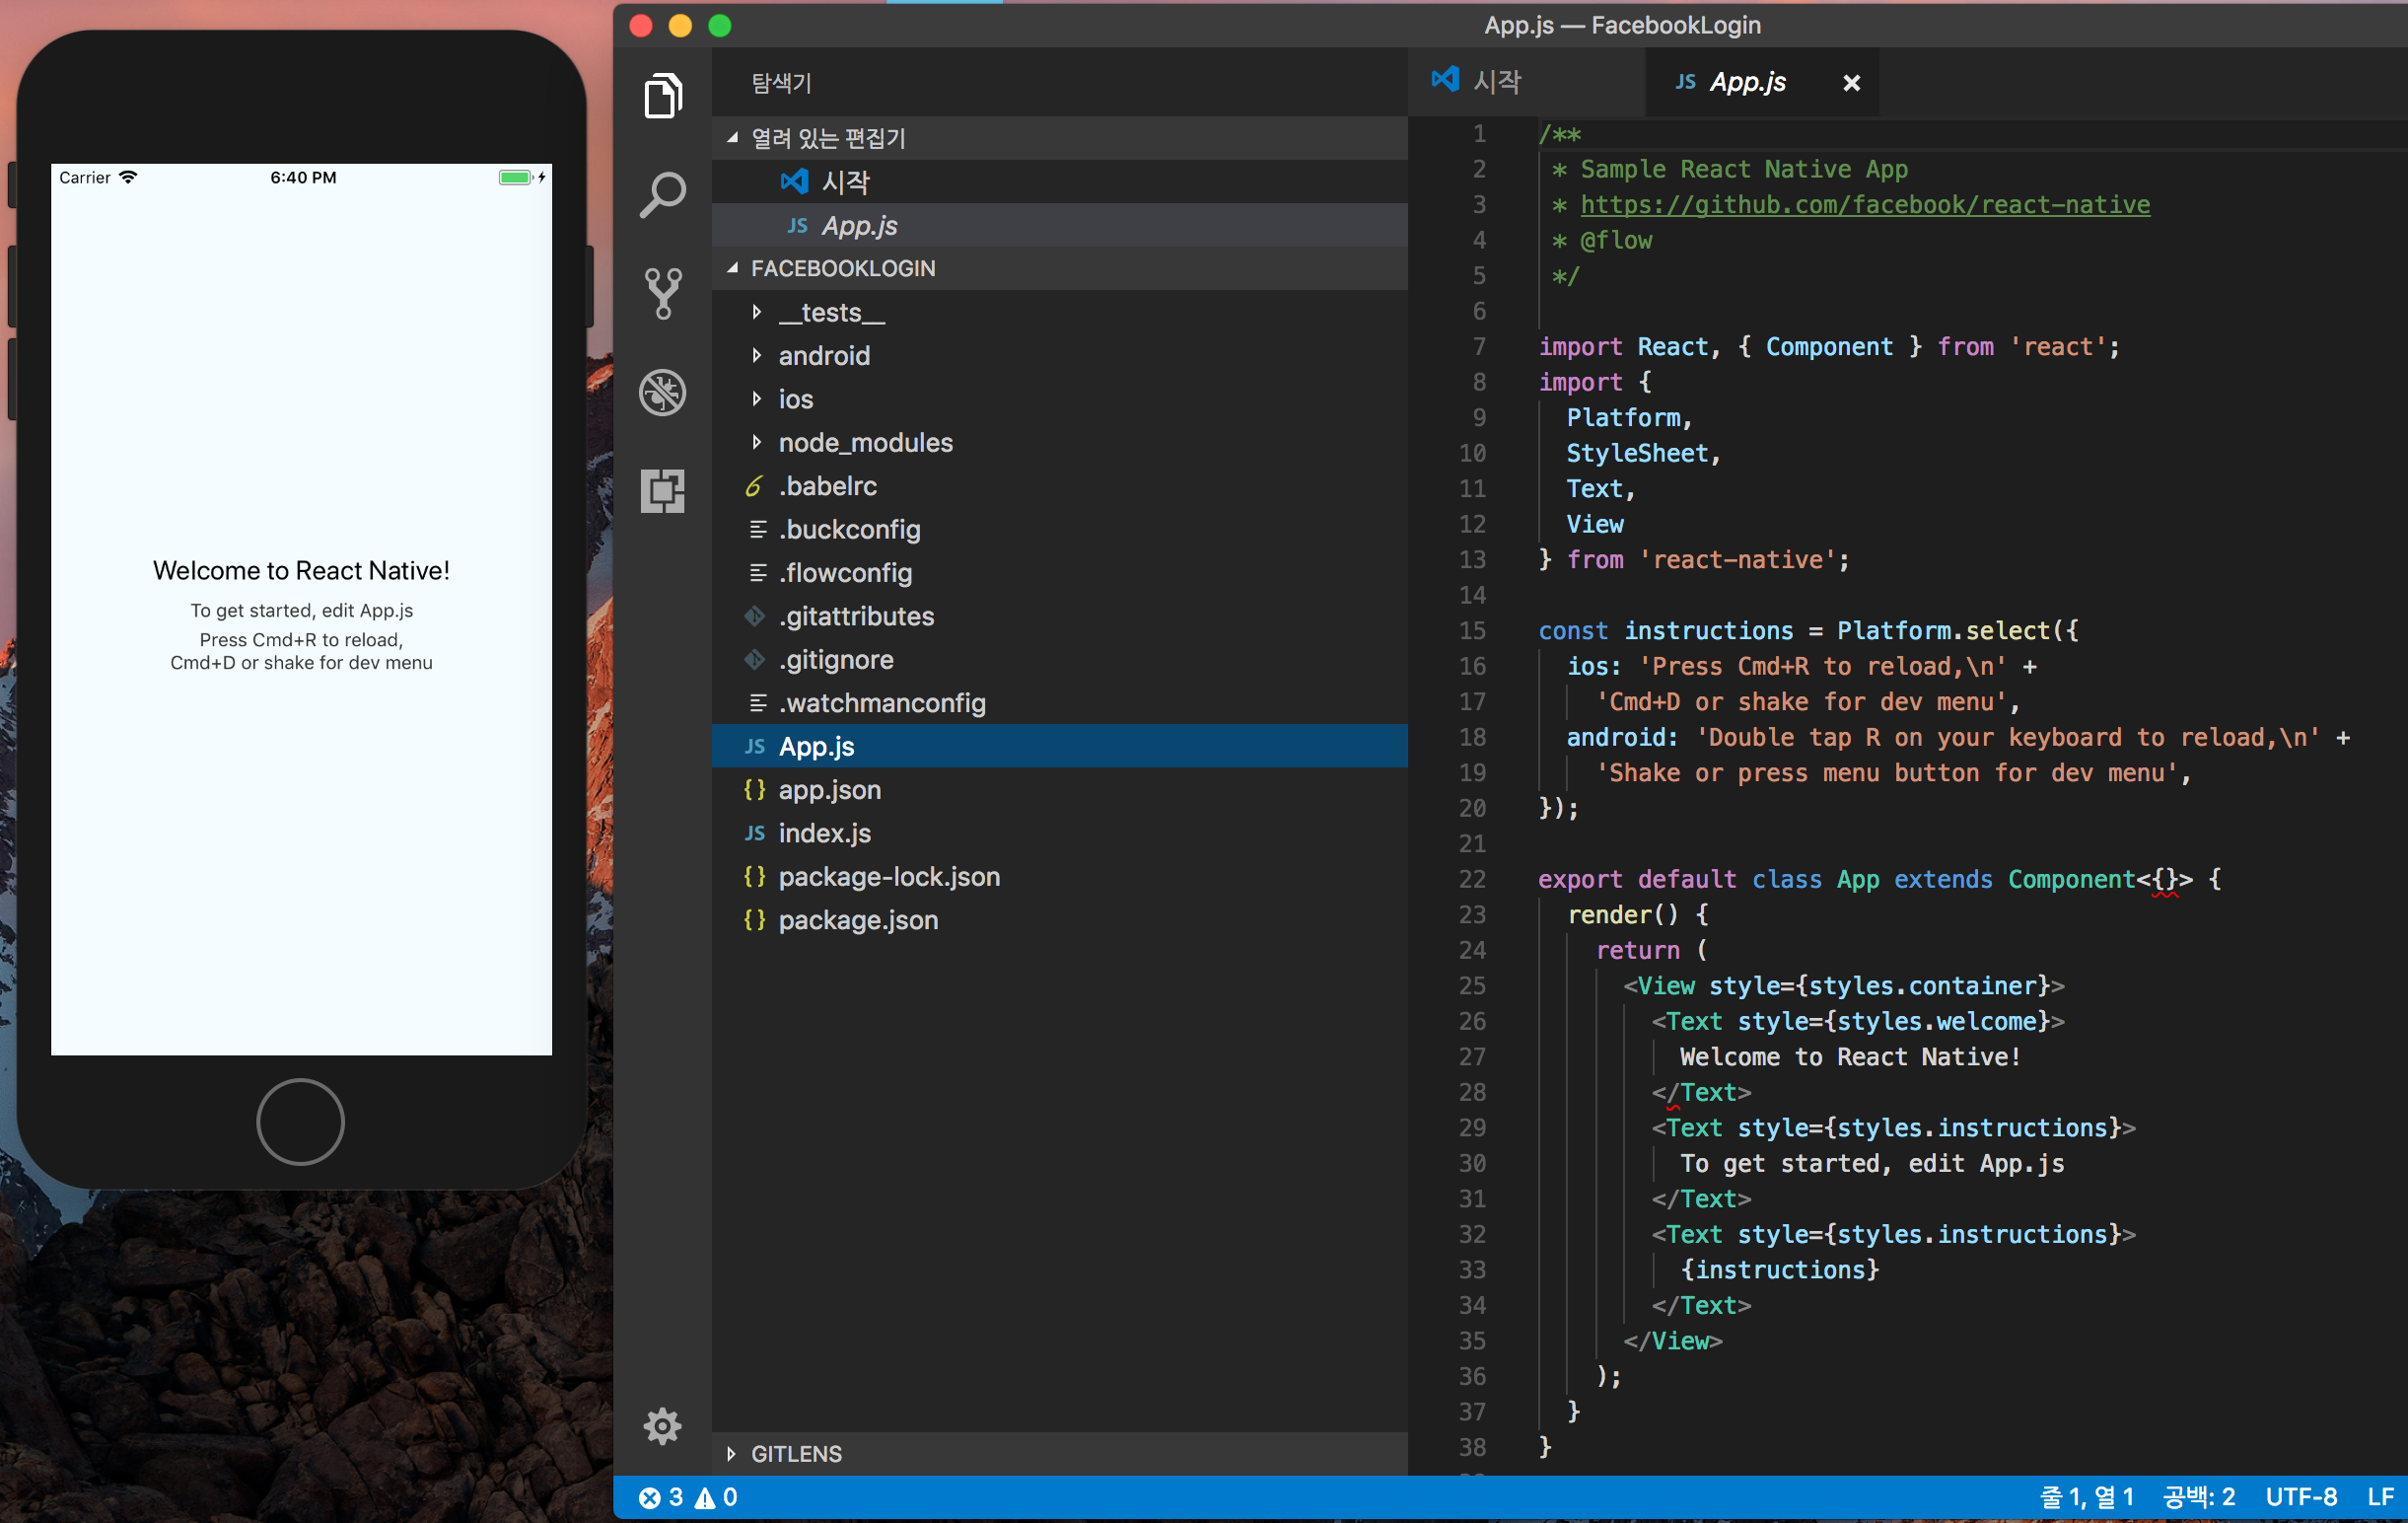 Carrier
6:40 PM
Welcome to React Native!
To get started, edit App.js
Press Cmd+R to reload,
Cmd+D or shake for dev menu
App.js — FacebookLogin
탐색기
열려 있는 편집기
시작
JS App.js
FACEBOOKLOGIN
__tests__
android
ios
node_modules
.babelrc
.buckconfig
.flowconfig
.gitattributes
.gitignore
.watchmanconfig
JS App.js
{} app.json
JS index.js
{} package-lock.json
{} package.json
GITLENS
시작
JS App.js
1 /**
2  * Sample React Native App
3  * https://github.com/facebook/react-native
4  * @flow
5  */
6
7 import React, { Component } from 'react';
8 import {
9   Platform,
10   StyleSheet,
11   Text,
12   View
13 } from 'react-native';
14
15 const instructions = Platform.select({
16   ios: 'Press Cmd+R to reload,\n' +
17     'Cmd+D or shake for dev menu',
18   android: 'Double tap R on your keyboard to reload,\n' +
19     'Shake or press menu button for dev menu',
20 });
21
22 export default class App extends Component<{}> {
23   render() {
24     return (
25       <View style={styles.container}>
26         <Text style={styles.welcome}>
27           Welcome to React Native!
28         </Text>
29         <Text style={styles.instructions}>
30           To get started, edit App.js
31         </Text>
32         <Text style={styles.instructions}>
33           {instructions}
34         </Text>
35       </View>
36     );
37   }
38 }
3 0
줄 1, 열 1 공백: 2 UTF-8 LF